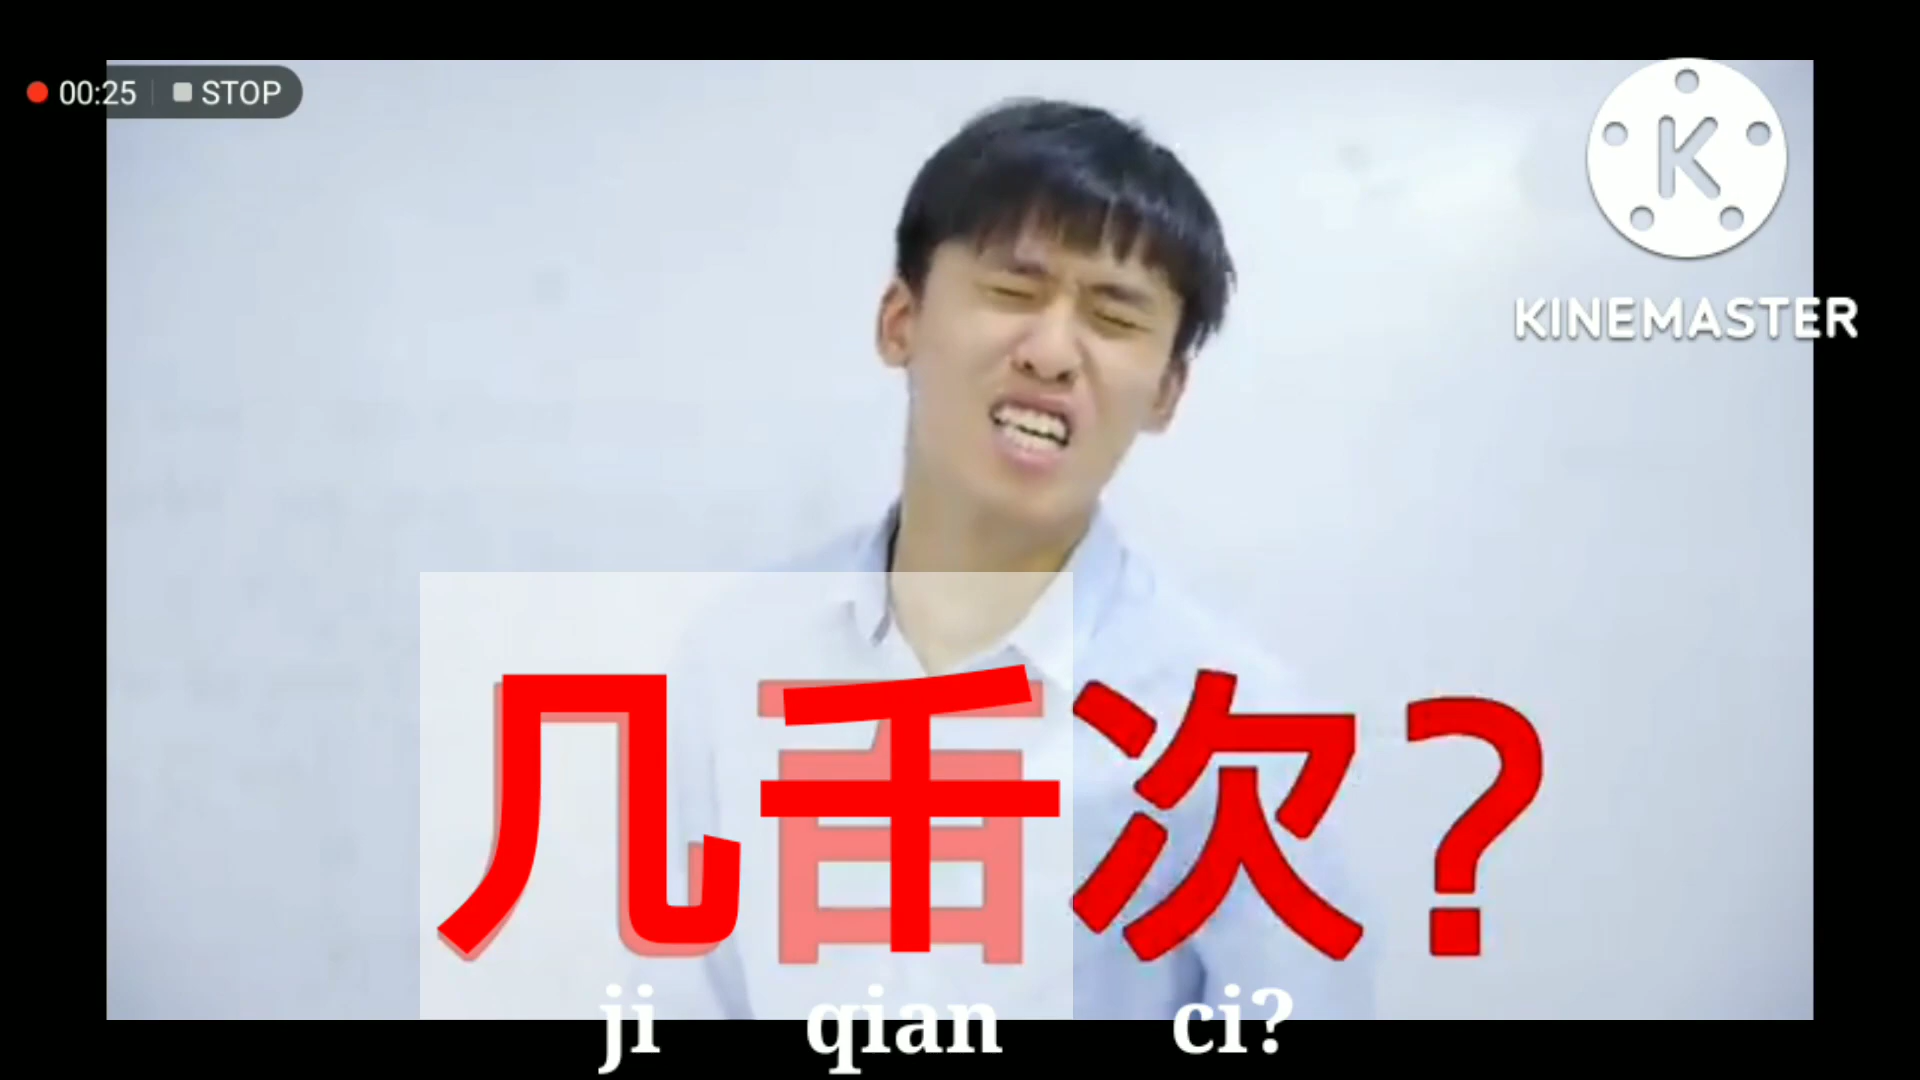 00:25 STOP
K
KINEMASTER
几千次?
ji qian ci?